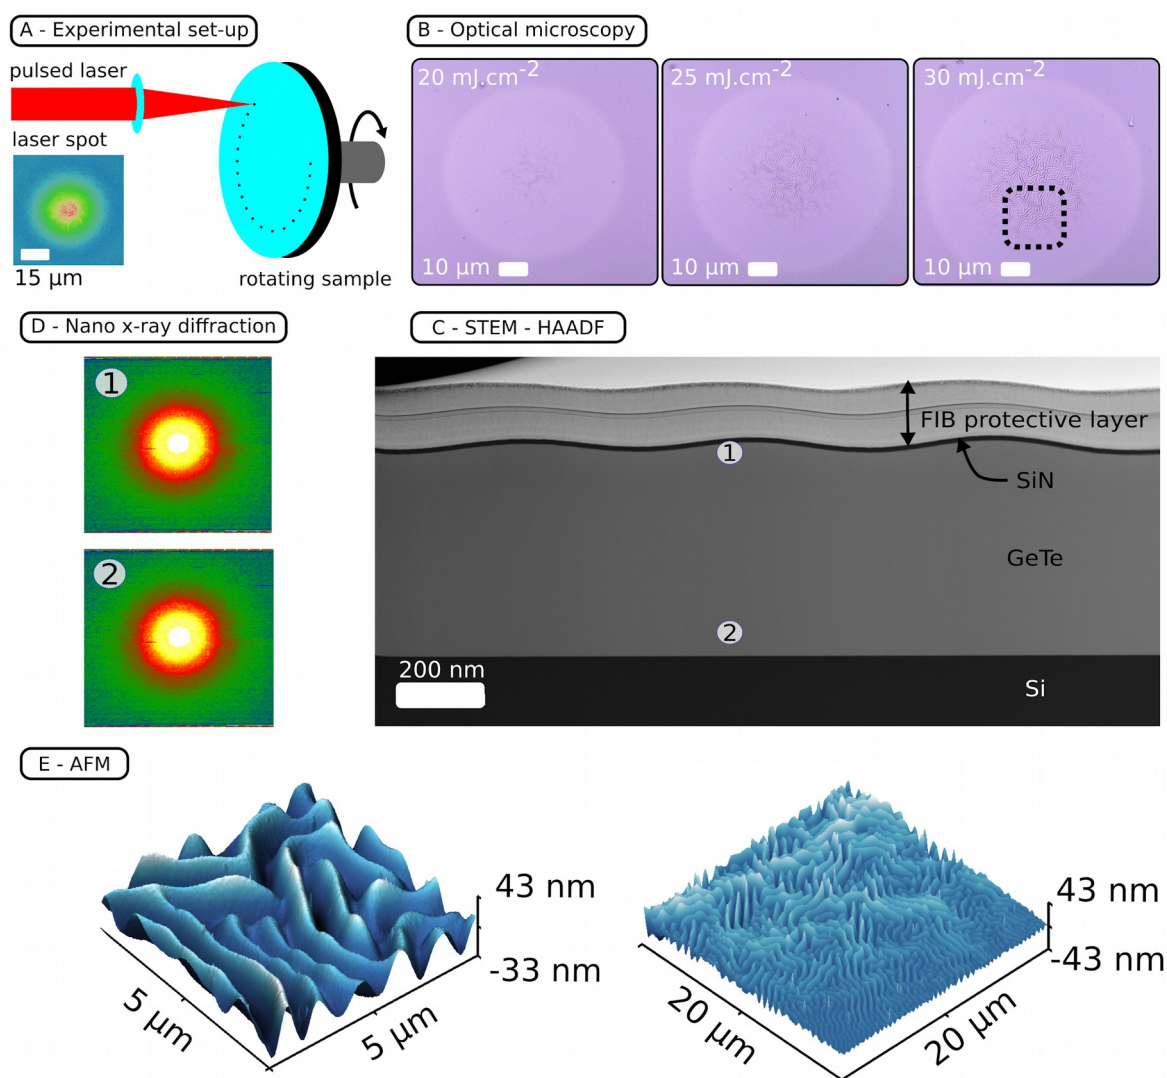 A - Experimental set-up
pulsed laser
laser spot
15 µm
rotating sample
B - Optical microscopy
20 mJ.cm-2
10 µm
25 mJ.cm-2
10 µm
30 mJ.cm-2
10 µm
D - Nano x-ray diffraction
1
2
C - STEM - HAADF
FIB protective layer
1
SiN
GeTe
2
200 nm
Si
E - AFM
43 nm
-33 nm
5 µm
5 µm
43 nm
-43 nm
20 µm
20 µm